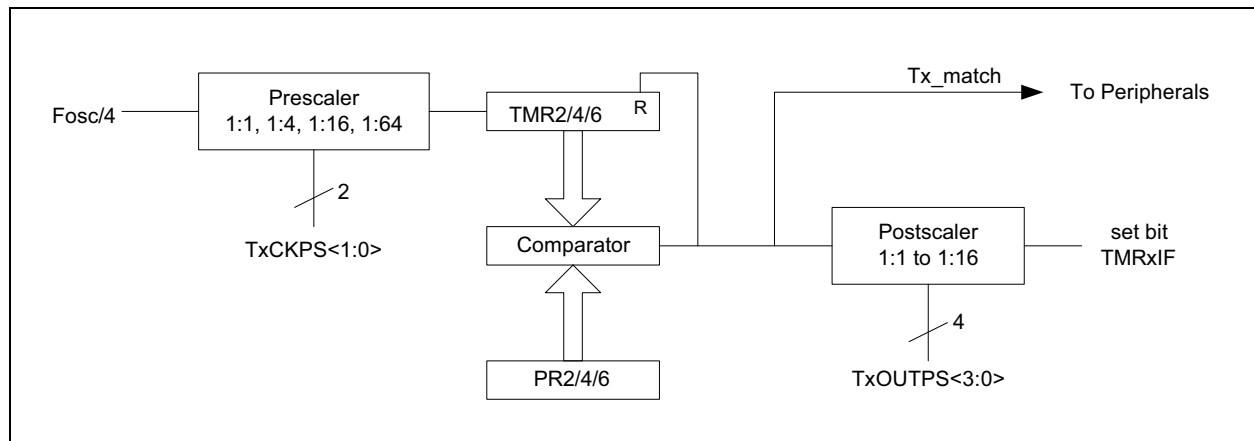 Tx_match
To Peripherals
Fosc/4
Prescaler
1:1, 1:4, 1:16, 1:64
TMR2/4/6
R
2
TxCKPS<1:0>
Comparator
Postscaler
1:1 to 1:16
set bit
TMRxIF
4
PR2/4/6
TxOUTPS<3:0>